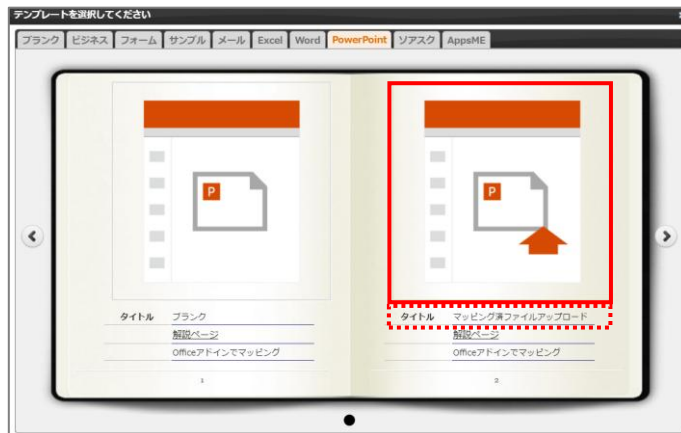 テンプレートを選択してください
ブランク ビジネス フォーム サンプル メール Excel Word PowerPoint ソアスク AppsME
P
P
タイトル ブランク
解説ページ
Officeアドインでマッピング
1
タイトル マッピング済ファイルアップロード
解説ページ
Officeアドインでマッピング
2